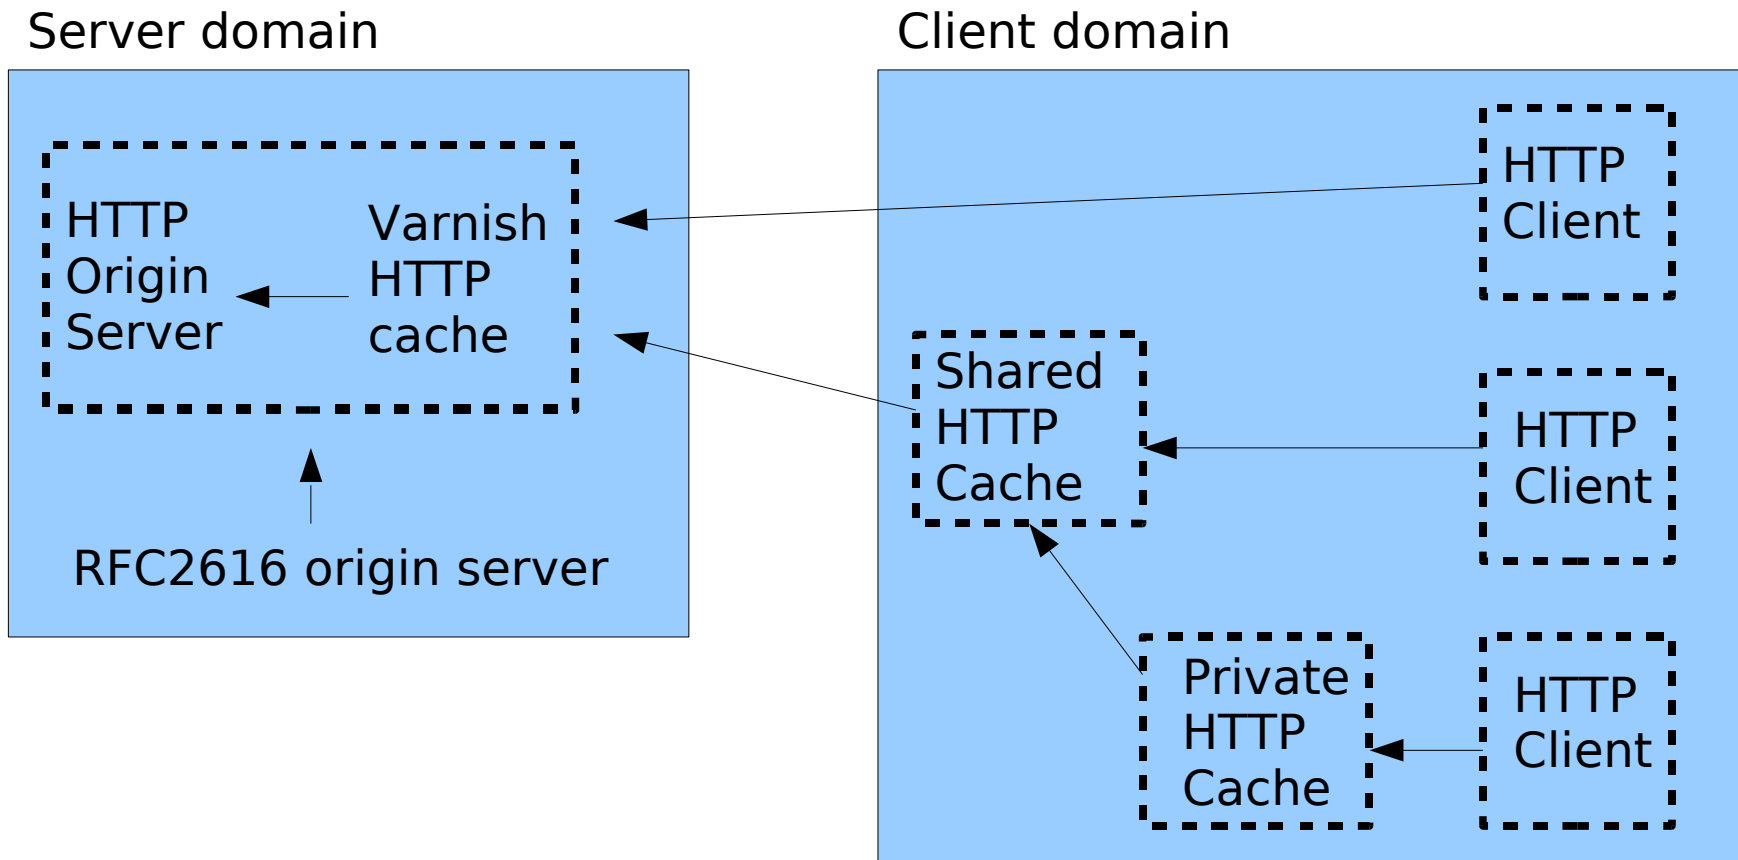 Server domain
HTTP
Origin
Server
Varnish
HTTP
cache
RFC2616 origin server
Client domain
HTTP
Client
Shared
HTTP
Cache
HTTP
Client
Private
HTTP
Cache
HTTP
Client